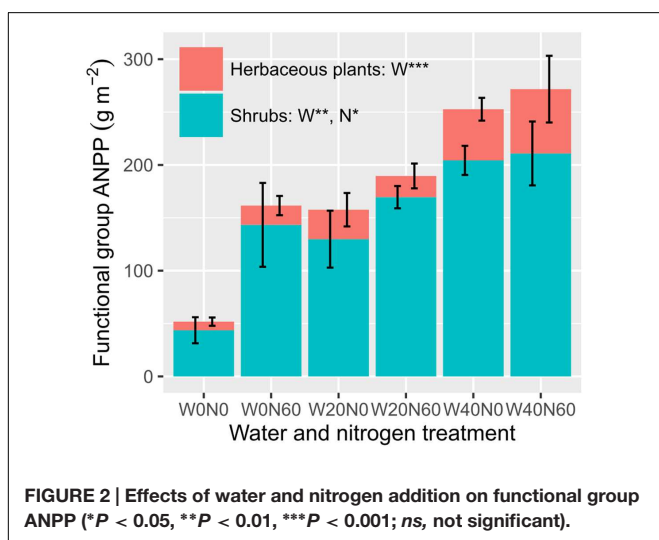 Herbaceous plants: W***
Shrubs: W**, N*
Functional group ANPP (g m⁻²)
300
200
100
0
W0N0 W0N60 W20N0 W20N60 W40N0 W40N60
Water and nitrogen treatment
FIGURE 2 | Effects of water and nitrogen addition on functional group
ANPP (*P < 0.05, **P < 0.01, ***P < 0.001; ns, not significant).